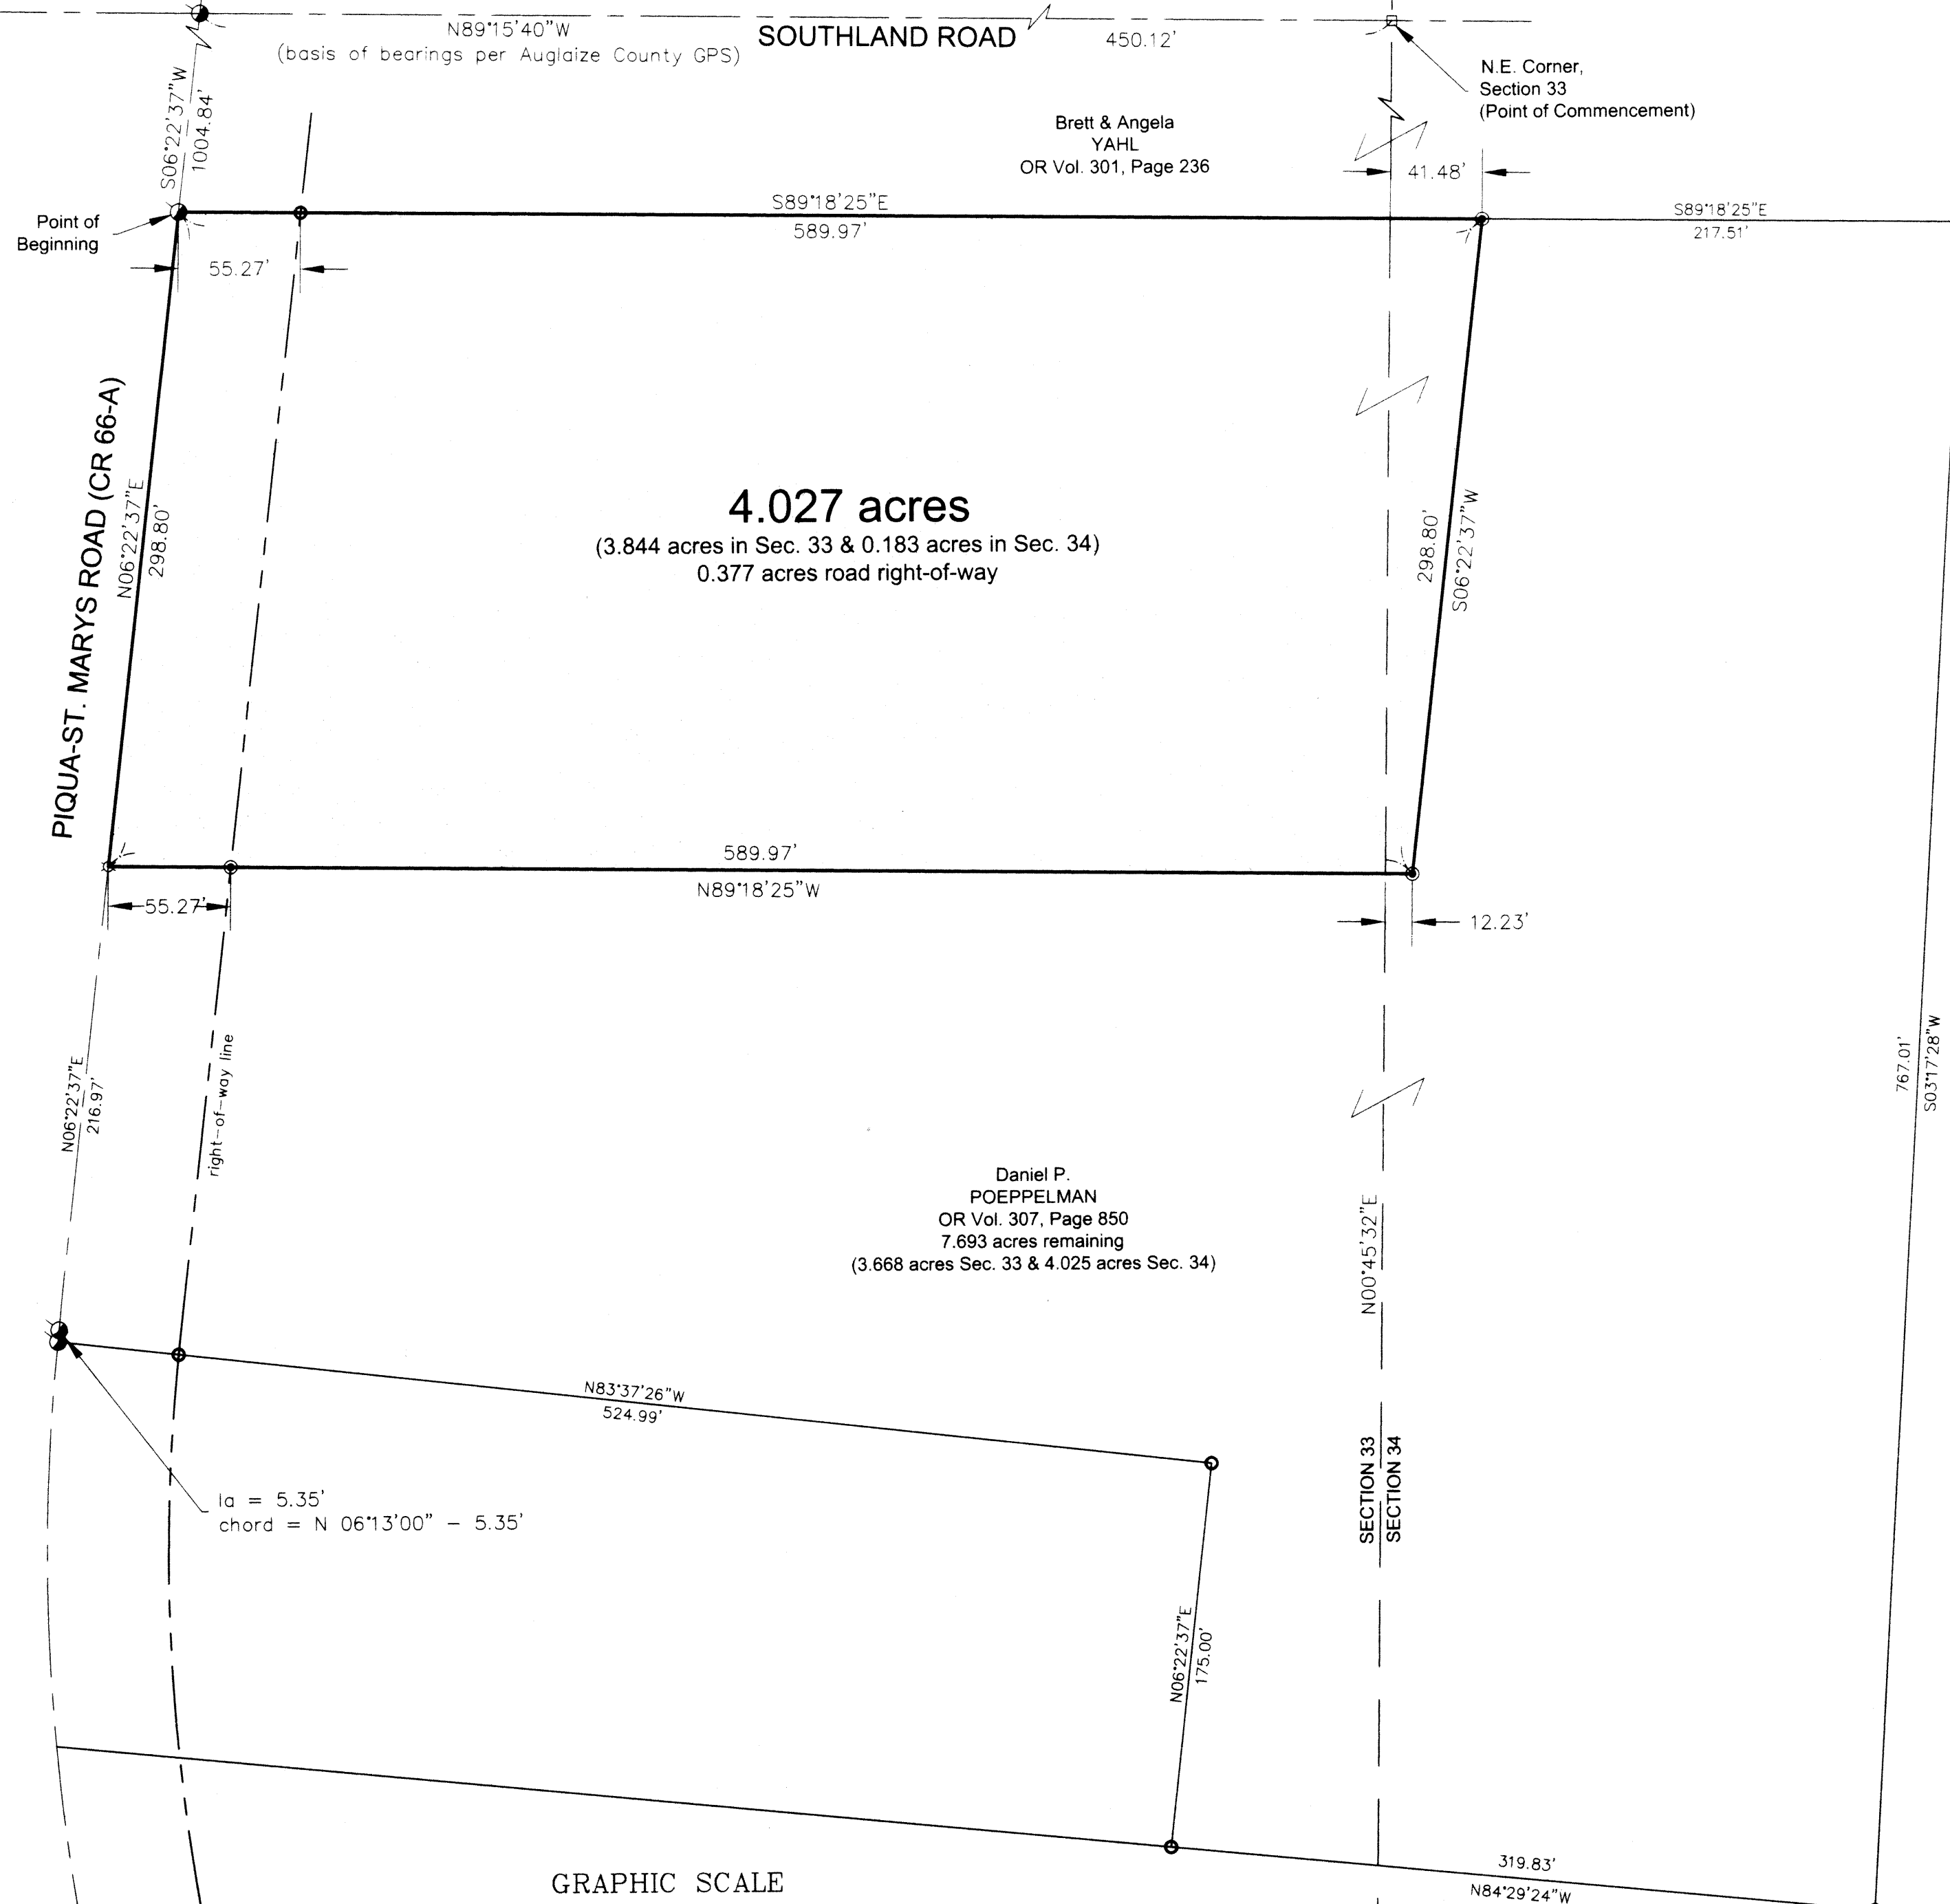 N89°15'40"W
(basis of bearings per Auglaize County GPS)
SOUTHLAND ROAD
450.12'
N.E. Corner,
Section 33
(Point of Commencement)
S06°22'37"W
1004.84'
Brett & Angela
YAHL
OR Vol. 301, Page 236
41.48'
Point of
Beginning
S89°18'25"E
589.97'
S89°18'25"E
217.51'
55.27'
PIQUA-ST. MARYS ROAD (CR 66-A)
N06°22'37"E
298.80'
4.027 acres
(3.844 acres in Sec. 33 & 0.183 acres in Sec. 34)
0.377 acres road right-of-way
298.80'
S06°22'37"W
589.97'
N89°18'25"W
55.27'
12.23'
N06°22'37"E
216.97'
right-of-way line
767.01'
S03°17'28"W
Daniel P.
POEPPELMAN
OR Vol. 307, Page 850
7.693 acres remaining
(3.668 acres Sec. 33 & 4.025 acres Sec. 34)
N00°45'32"E
N83°37'26"W
524.99'
SECTION 33
SECTION 34
la = 5.35'
chord = N 06°13'00" - 5.35'
N06°22'37"E
175.00'
319.83'
N84°29'24"W
GRAPHIC SCALE